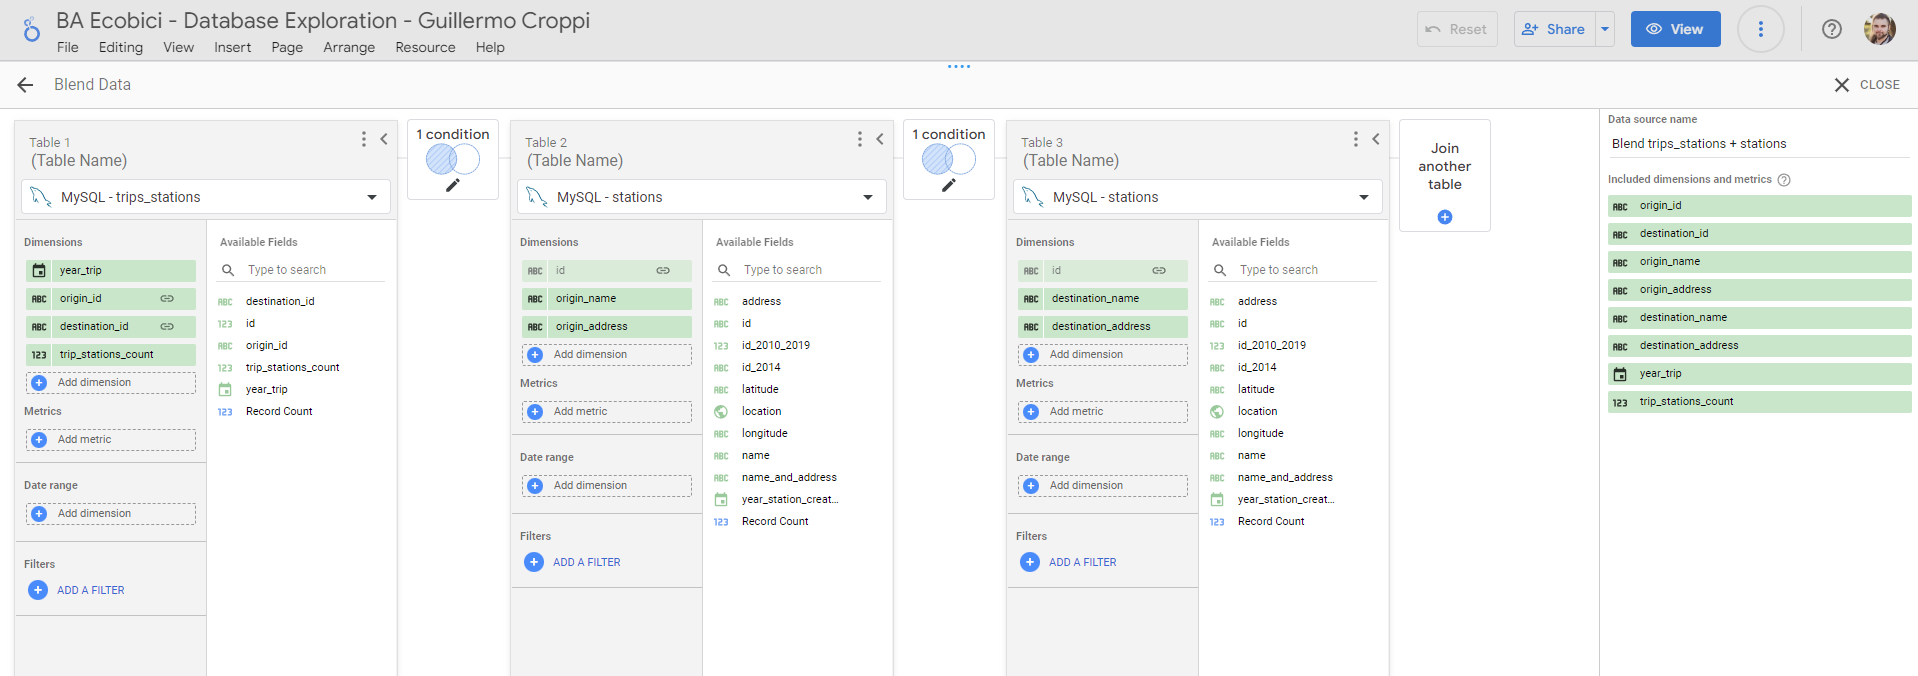 BA Ecobici - Database Exploration - Guillermo Croppi
File Editing View Insert Page Arrange Resource Help
Reset
Share
View
Blend Data
CLOSE
Table 1
(Table Name)
MySQL - trips_stations
Dimensions
year_trip
ABC origin_id
ABC destination_id
123 trip_stations_count
Add dimension
Metrics
Add metric
Date range
Add dimension
Filters
ADD A FILTER
Available Fields
Type to search
ABC destination_id
123 id
ABC origin_id
123 trip_stations_count
year_trip
123 Record Count
1 condition
Table 2
(Table Name)
MySQL - stations
Dimensions
ABC id
ABC origin_name
ABC origin_address
Add dimension
Metrics
Add metric
Date range
Add dimension
Filters
ADD A FILTER
Available Fields
Type to search
ABC address
ABC id
123 id_2010_2019
ABC id_2014
ABC latitude
location
ABC longitude
ABC name
ABC name_and_address
year_station_creat...
123 Record Count
1 condition
Table 3
(Table Name)
MySQL - stations
Dimensions
ABC id
ABC destination_name
ABC destination_address
Add dimension
Metrics
Add metric
Date range
Add dimension
Filters
ADD A FILTER
Available Fields
Type to search
ABC address
ABC id
123 id_2010_2019
ABC id_2014
ABC latitude
location
ABC longitude
ABC name
ABC name_and_address
year_station_creat...
123 Record Count
Join
another
table
Data source name
Blend trips_stations + stations
Included dimensions and metrics
ABC origin_id
ABC destination_id
ABC origin_name
ABC origin_address
ABC destination_name
ABC destination_address
year_trip
123 trip_stations_count